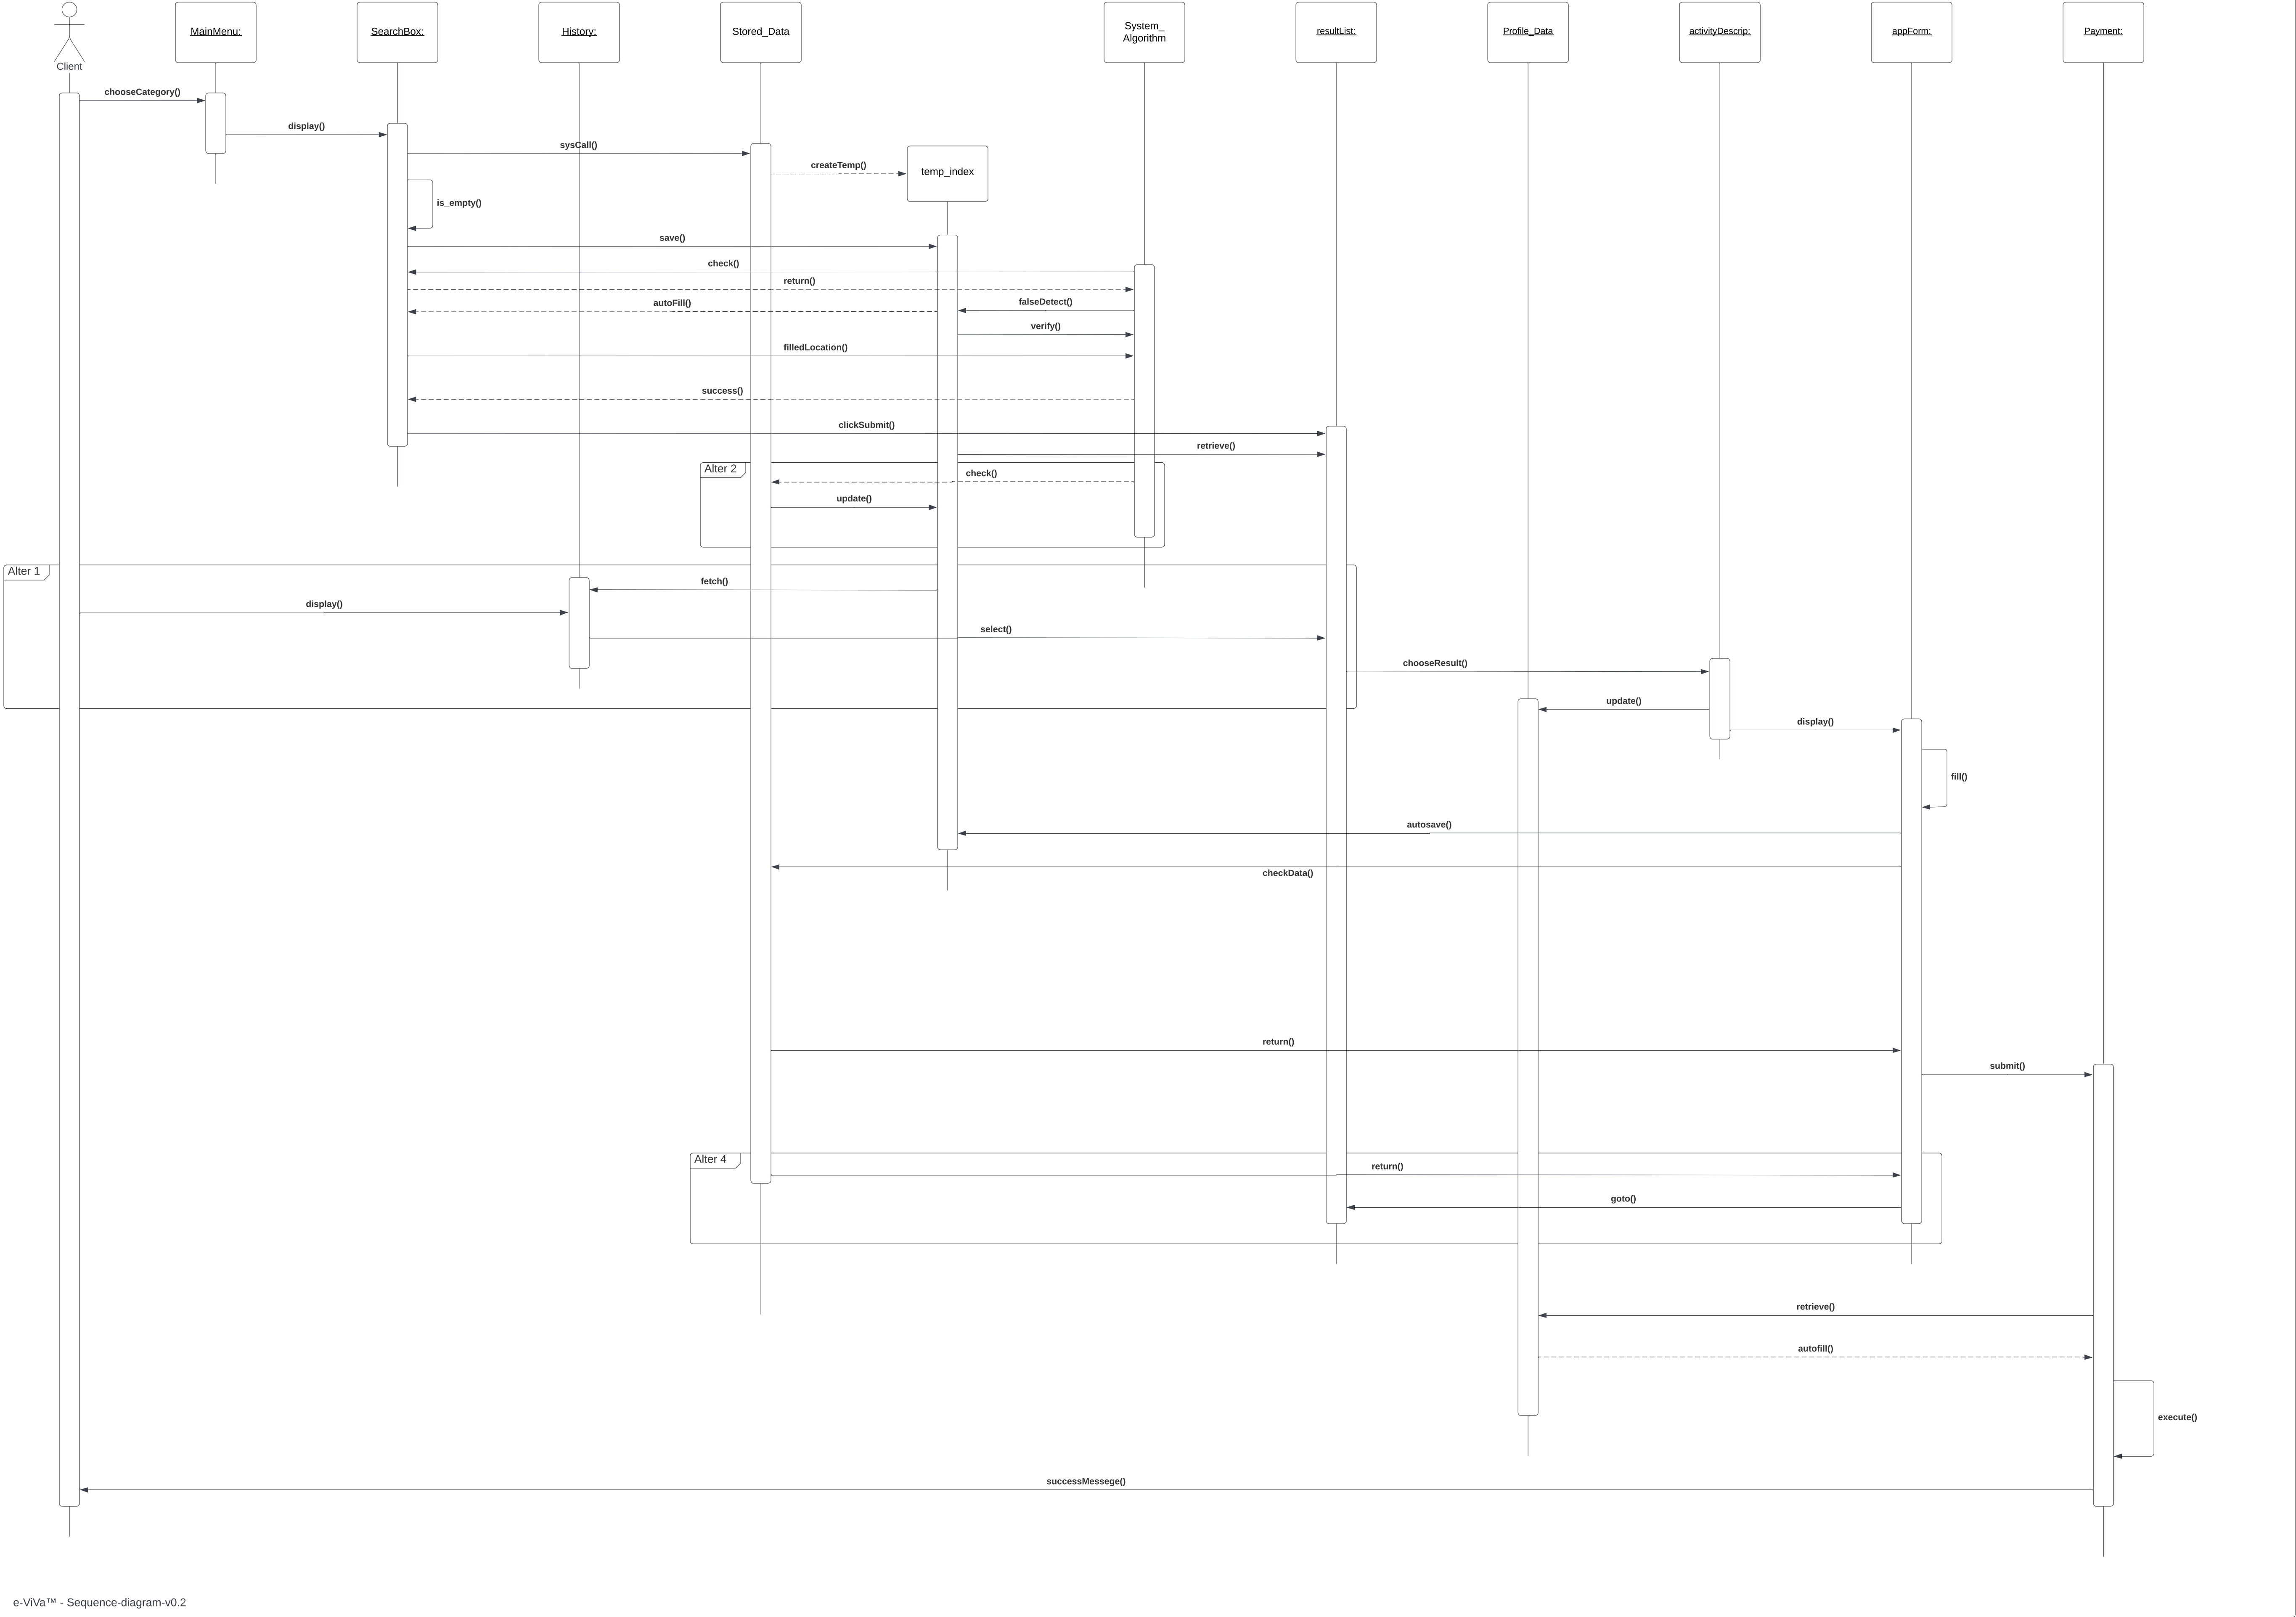 Client
MainMenu:
SearchBox:
History:
Stored_Data
System_
Algorithm
resultList:
Profile_Data
activityDescrip:
appForm:
Payment:
chooseCategory()
display()
sysCall()
createTemp()
temp_index
is_empty()
save()
check()
return()
autoFill()
falseDetect()
verify()
filledLocation()
success()
clickSubmit()
retrieve()
Alter 2
check()
update()
Alter 1
fetch()
display()
select()
chooseResult()
update()
display()
fill()
autosave()
checkData()
return()
submit()
Alter 4
return()
goto()
retrieve()
autofill()
execute()
successMessege()
e-ViVa™ - Sequence-diagram-v0.2